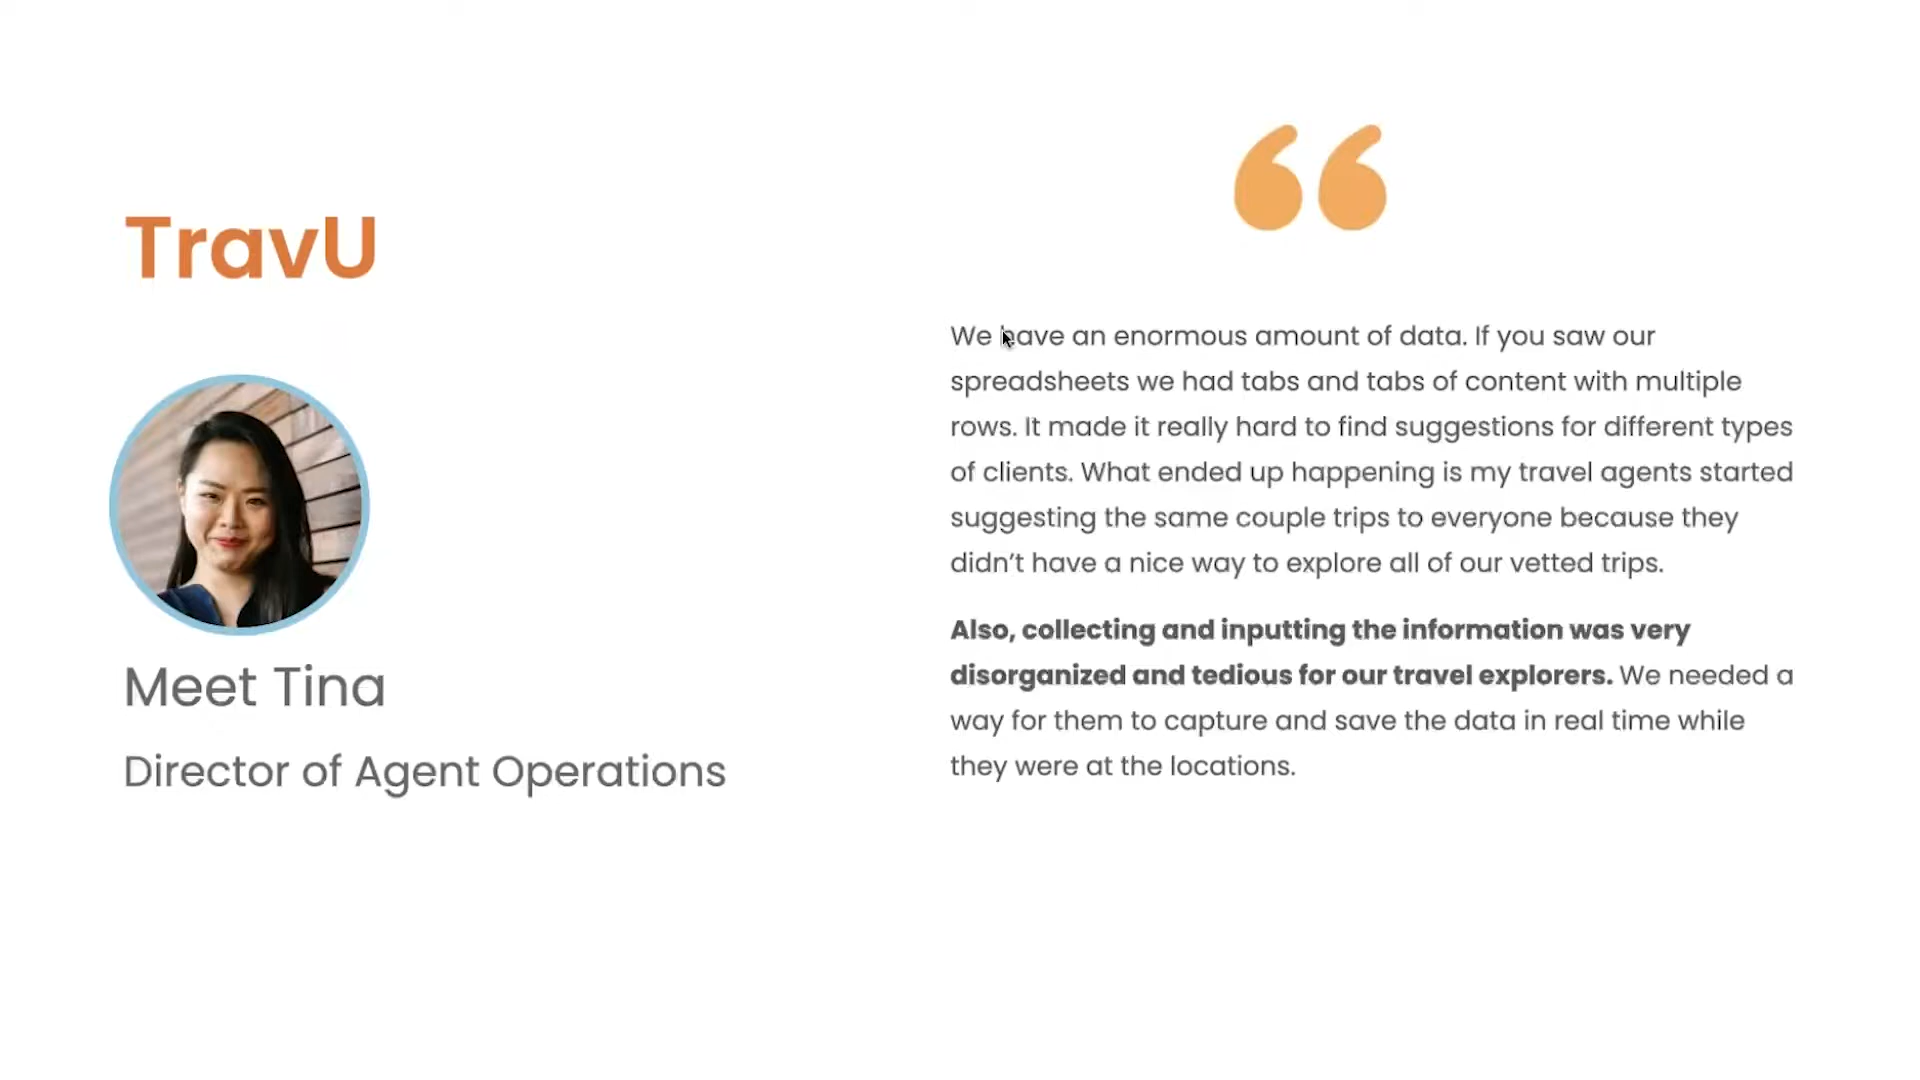 TravU
Meet Tina
Director of Agent Operations
“
We have an enormous amount of data. If you saw our
spreadsheets we had tabs and tabs of content with multiple
rows. It made it really hard to find suggestions for different types
of clients. What ended up happening is my travel agents started
suggesting the same couple trips to everyone because they
didn’t have a nice way to explore all of our vetted trips.
Also, collecting and inputting the information was very
disorganized and tedious for our travel explorers. We needed a
way for them to capture and save the data in real time while
they were at the locations.